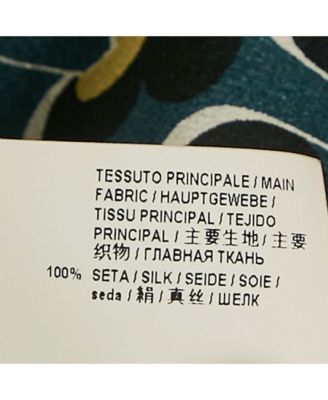 TESSUTO PRINCIPALE / MAIN
FABRIC / HAUPTGEWEBE /
TISSU PRINCIPAL / TEJIDO
PRINCIPAL / 主要生地 / 主要
织物 / ГЛАВНАЯ ТКАНЬ
100% SETA / SILK / SEIDE / SOIE /
seda / 絹 / 真丝 / ШЕЛК